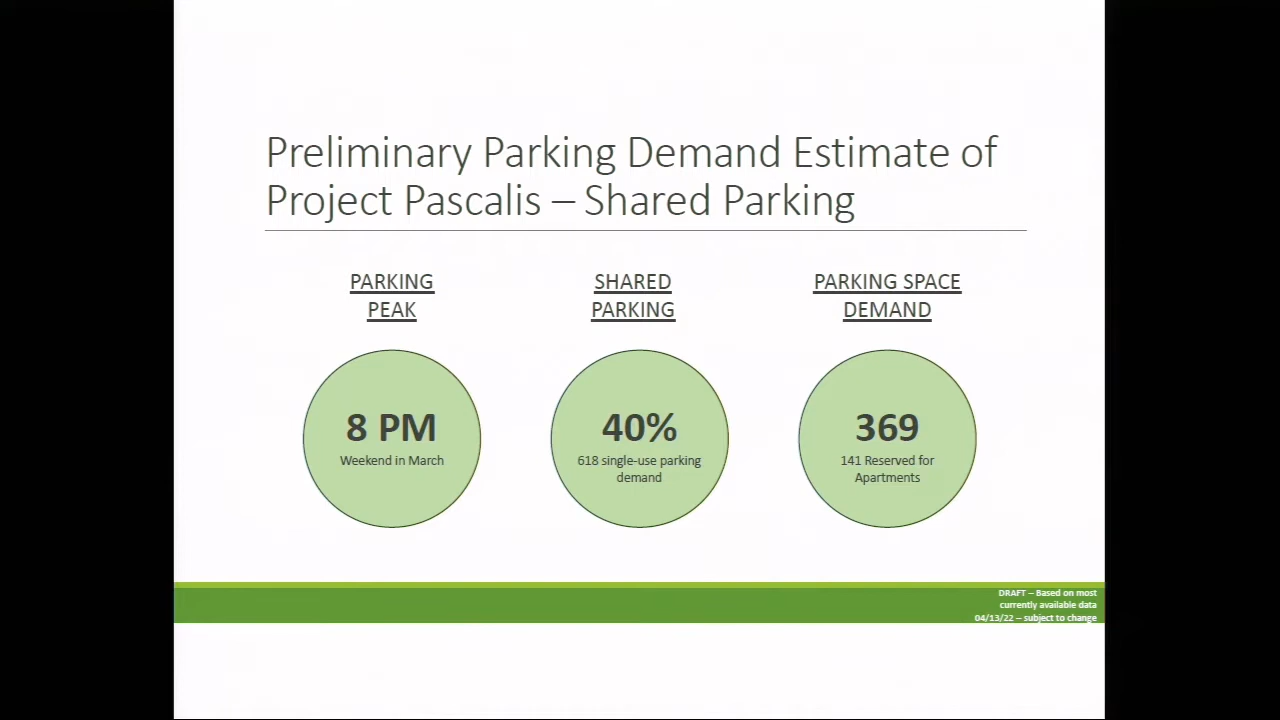 Preliminary Parking Demand Estimate of
Project Pascalis – Shared Parking
PARKING
PEAK
8 PM
Weekend in March
SHARED
PARKING
40%
618 single-use parking
demand
PARKING SPACE
DEMAND
369
141 Reserved for
Apartments
DRAFT – Based on most
currently available data
04/13/22 – subject to change